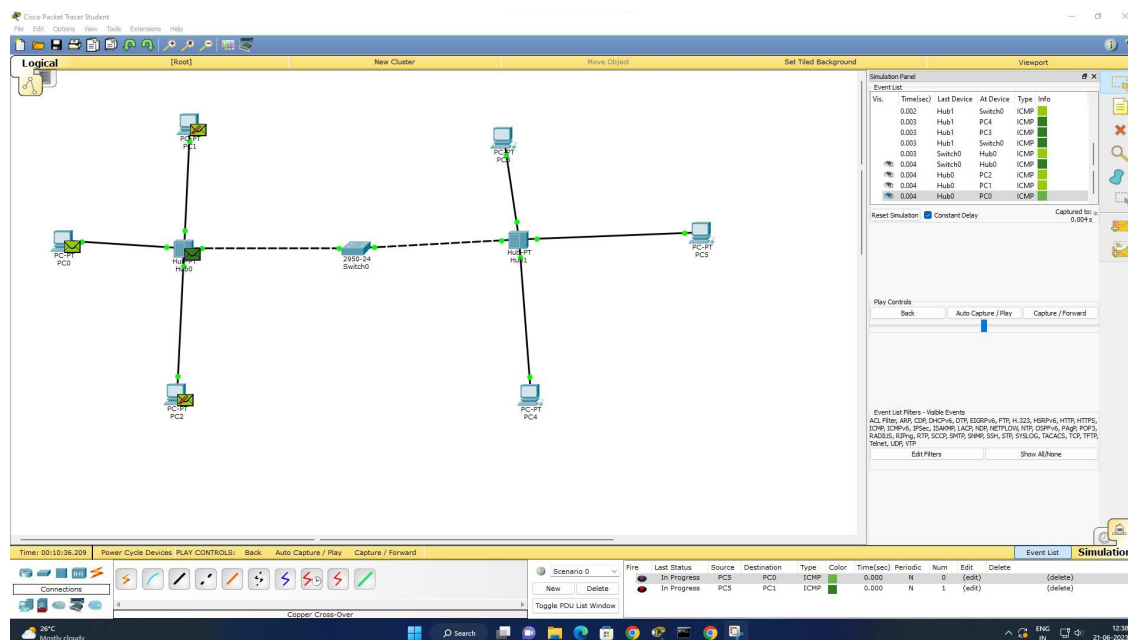 Cisco Packet Tracer Student
File Edit Options View Tools Extensions Help
Logical [Root] New Cluster Move Object Set Tiled Background Viewport
PC-PT
PC1
PC-PT
PC-PT
PC0
Hub-PT
Hub0
2950-24
Switch0
Hub-PT
Hub1
PC-PT
PC5
PC-PT
PC2
PC-PT
PC4
Simulation Panel
Event List
Vis. Time(sec) Last Device At Device Type Info
0.002 Hub1 Switch0 ICMP
0.003 Hub1 PC4 ICMP
0.003 Hub1 PC3 ICMP
0.003 Hub1 Switch0 ICMP
0.003 Switch0 Hub0 ICMP
0.004 Switch0 Hub0 ICMP
0.004 Hub0 PC2 ICMP
0.004 Hub0 PC1 ICMP
0.004 Hub0 PC0 ICMP
Reset Simulation Constant Delay Captured to:
0.004 s
Play Controls
Back Auto Capture / Play Capture / Forward
Event List Filters - Visible Events
ACL Filter, ARP, CDP, DHCPv6, DTP, EIGRPv6, FTP, H.323, HSRPv6, HTTP, HTTPS,
ICMP, ICMPv6, IPSec, ISAKMP, LACP, NDP, NETFLOW, NTP, OSPFv6, PAgP, POP3,
RADIUS, RIPng, RTP, SCCP, SMTP, SNMP, SSH, STP, SYSLOG, TACACS, TCP, TFTP,
Telnet, UDP, VTP
Edit Filters Show All/None
Time: 00:10:36.209 Power Cycle Devices PLAY CONTROLS: Back Auto Capture / Play Capture / Forward Event List Simulation
Connections
Copper Cross-Over
Scenario 0
New Delete
Toggle PDU List Window
Fire Last Status Source Destination Type Color Time(sec) Periodic Num Edit Delete
In Progress PC5 PC0 ICMP 0.000 N 0 (edit) (delete)
In Progress PC5 PC1 ICMP 0.000 N 1 (edit) (delete)
26°C
Mostly cloudy
Search
ENG
IN
12:38
21-06-2023